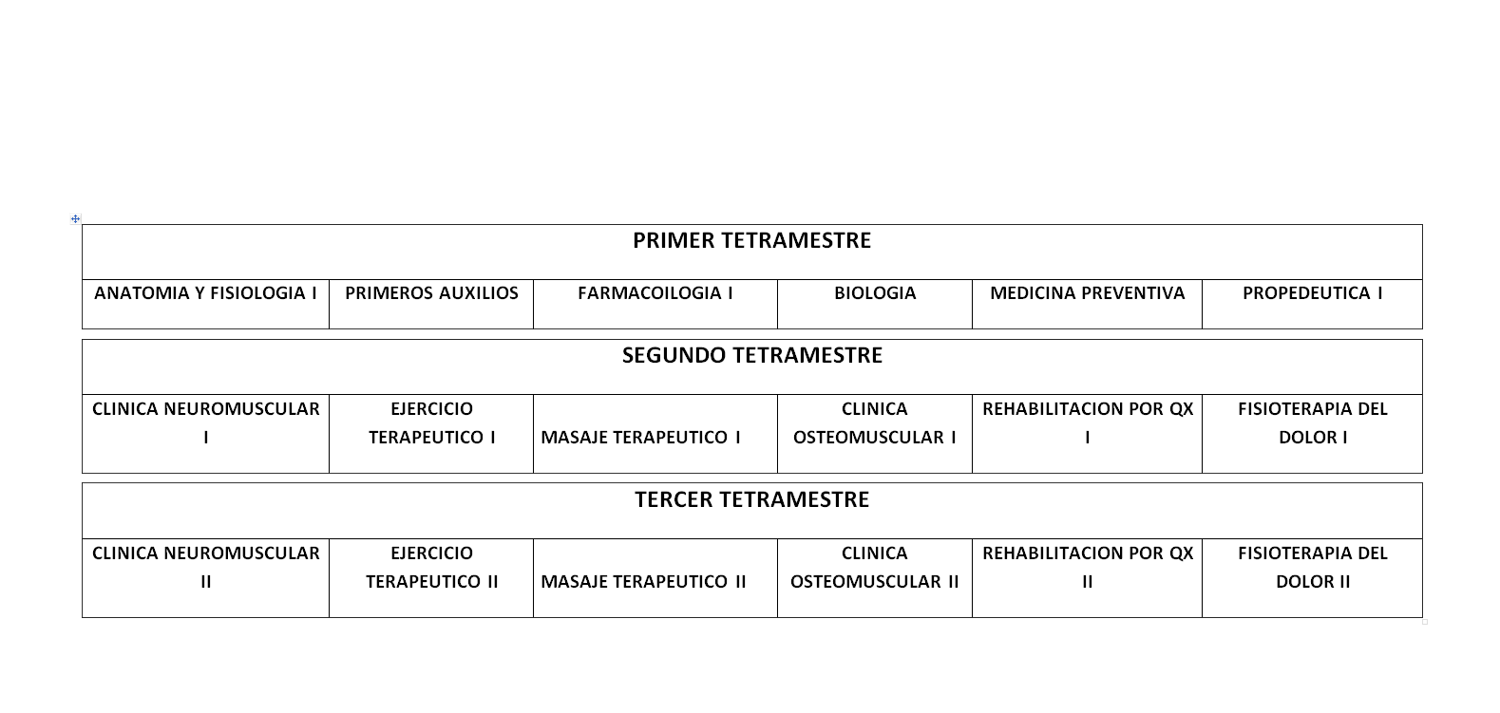 PRIMER TETRAMESTRE
ANATOMIA Y FISIOLOGIA I
PRIMEROS AUXILIOS
FARMACOILOGIA I
BIOLOGIA
MEDICINA PREVENTIVA
PROPEDEUTICA I
SEGUNDO TETRAMESTRE
CLINICA NEUROMUSCULAR
I
EJERCICIO
TERAPEUTICO I
MASAJE TERAPEUTICO I
CLINICA
OSTEOMUSCULAR I
REHABILITACION POR QX
I
FISIOTERAPIA DEL
DOLOR I
TERCER TETRAMESTRE
CLINICA NEUROMUSCULAR
II
EJERCICIO
TERAPEUTICO II
MASAJE TERAPEUTICO II
CLINICA
OSTEOMUSCULAR II
REHABILITACION POR QX
II
FISIOTERAPIA DEL
DOLOR II